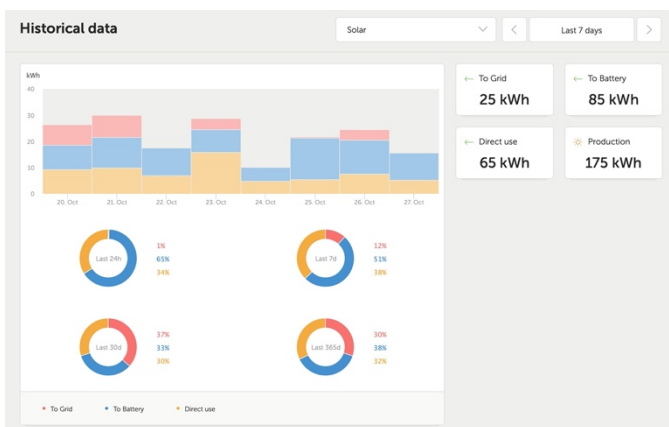 Historical data
Solar
Last 7 days
kWh
40
30
20
10
0
20. Oct 21. Oct 22. Oct 23. Oct 24. Oct 25. Oct 26. Oct 27. Oct
← To Grid
25 kWh
← To Battery
85 kWh
← Direct use
65 kWh
Production
175 kWh
Last 24h
1%
65%
34%
Last 7d
12%
51%
38%
Last 30d
37%
33%
30%
Last 365d
30%
38%
32%
To Grid To Battery Direct use